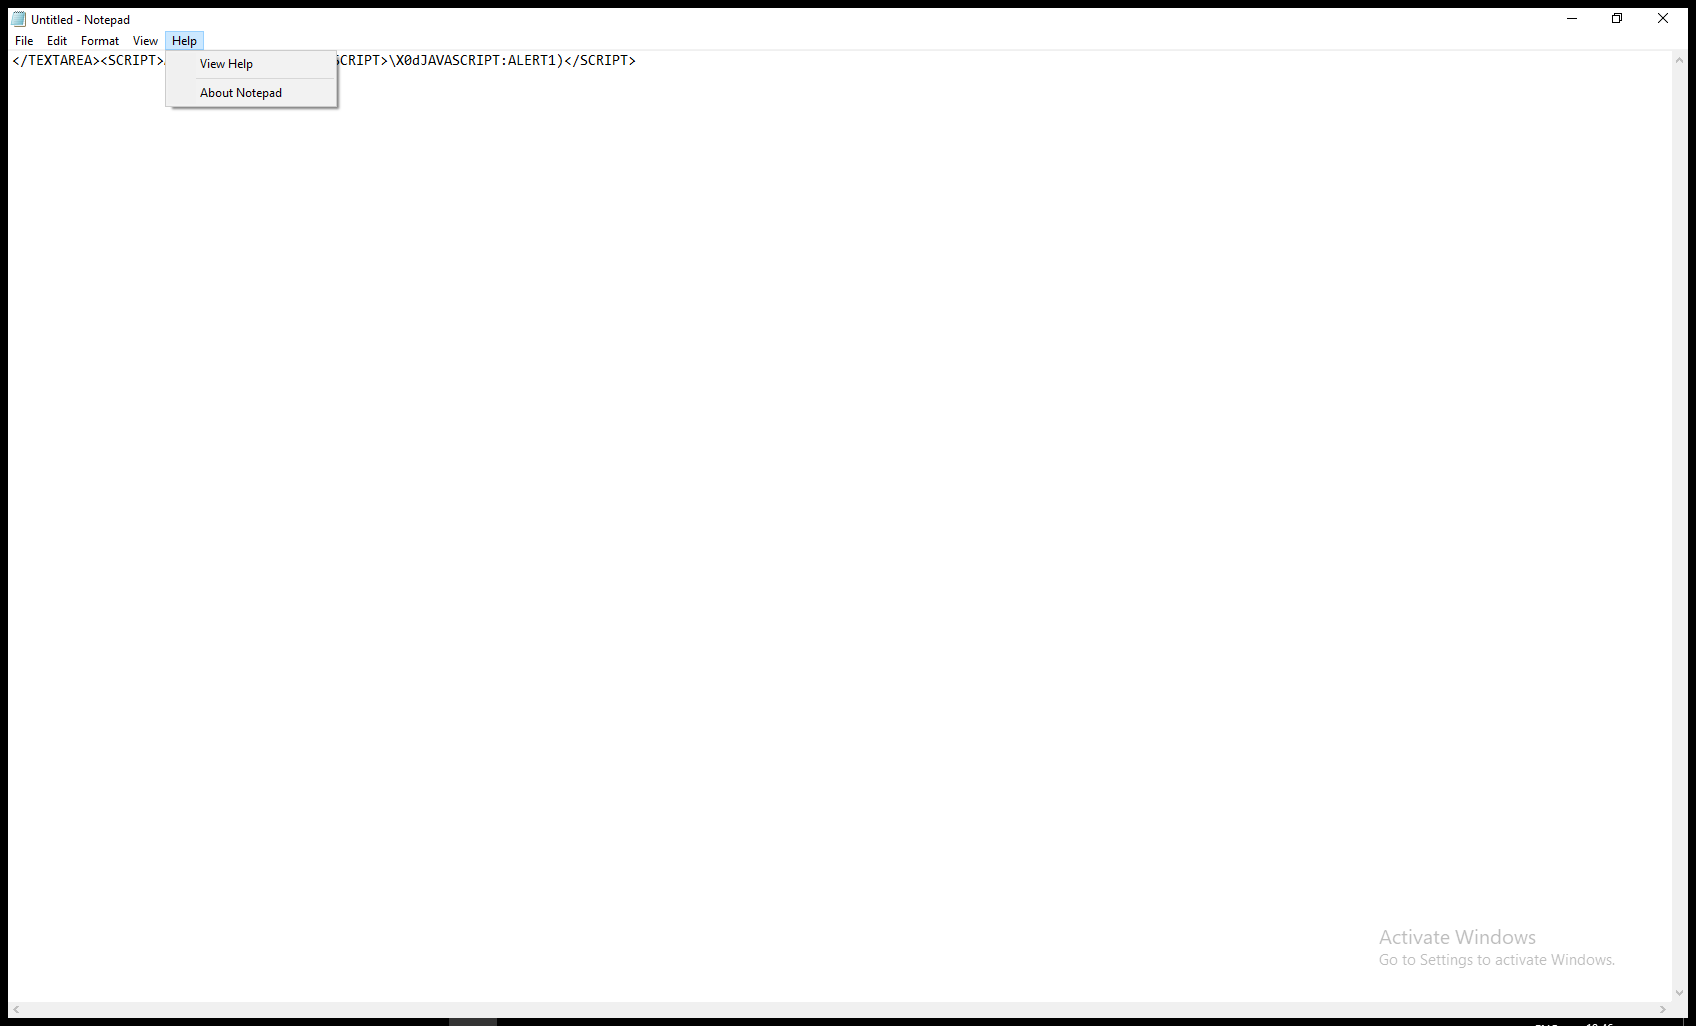 Untitled - Notepad
File Edit Format View Help
</TEXTAREA><SCRIPT> CRIPT>\X0dJAVASCRIPT:ALERT1)</SCRIPT>
View Help
About Notepad
Activate Windows
Go to Settings to activate Windows.